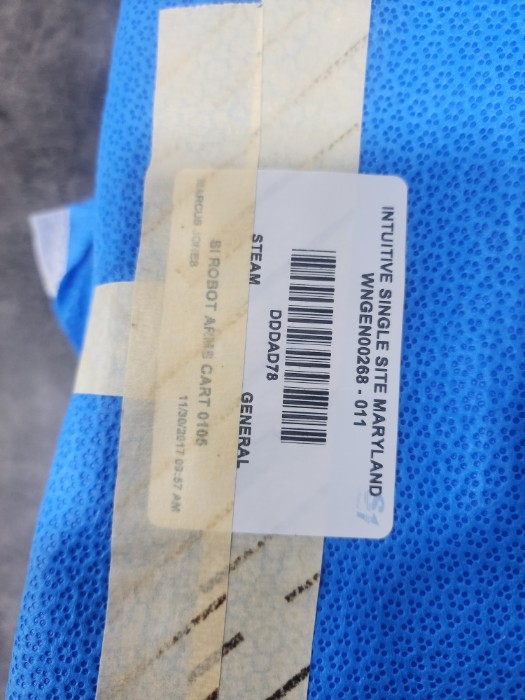 INTUITIVE SINGLE SITE MARYLAND
WNGEN00268 - 011
DDDAD78
STEAM GENERAL
SI ROBOT ARMS CART 0105
MARCUS 11/30/2017 03:57 AM